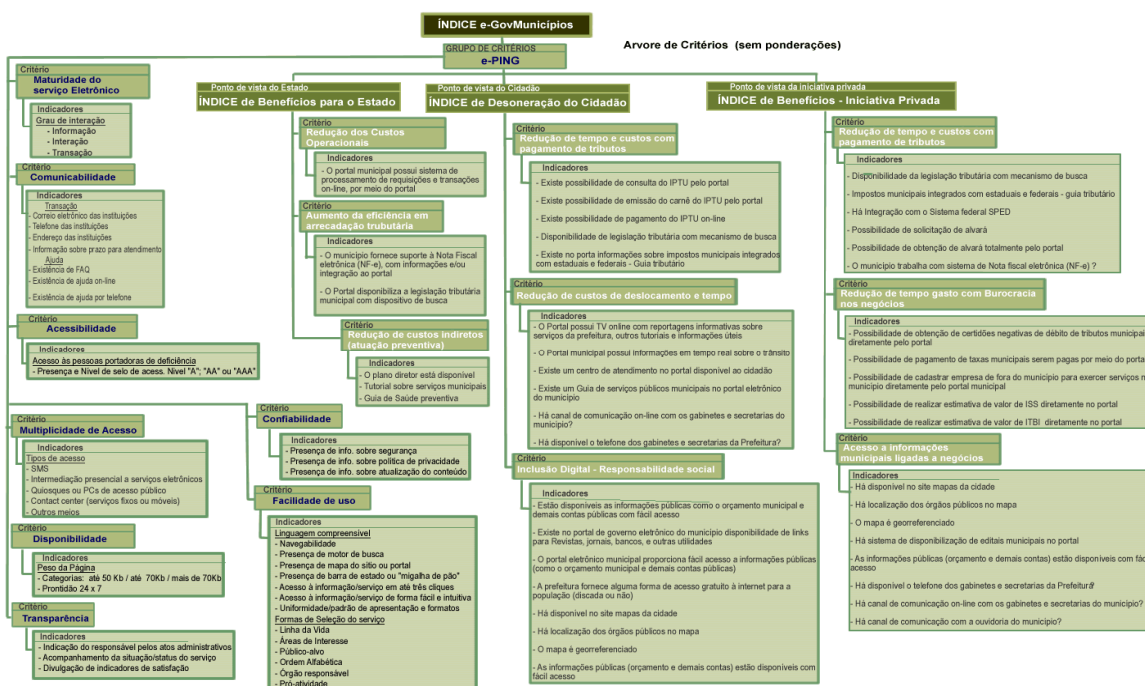 ÍNDICE e-GovMunicipios
Arvore de Critérios (sem ponderações)
GRUPO DE CRITÉRIOS
e-PING
Critério
Maturidade do
serviço Eletrônico
Indicadores
Grau de interação
- Informação
- Interação
- Transação
Critério
Comunicabilidade
Indicadores
Transação
- Correio eletrônico das instituições
- Telefone das instituições
- Endereço das instituições
- Informação sobre prazo para atendimento
Ajuda
- Existência de FAQ
- Existência de ajuda on-line
- Existência de ajuda por telefone
Critério
Acessibilidade
Indicadores
Acesso às pessoas portadoras de deficiência
- Presença e Nivel de selo de acess. Nivel "A"; "AA" ou "AAA"
Critério
Multiplicidade de Acesso
Indicadores
Tipos de acesso
- SMS
- Intermediação presencial a serviços eletrônicos
- Quiosques ou PCs de acesso público
- Contact center (serviços fixos ou móveis)
- Outros meios
Critério
Disponibilidade
Indicadores
Peso da Página
- Categorias: até 50 Kb / até 70Kb / mais de 70Kb
- Prontidão 24 x 7
Critério
Transparência
Indicadores
- Indicação do responsável pelos atos administrativos
- Acompanhamento da situação/status do serviço
- Divulgação de indicadores de satisfação
Critério
Confiabilidade
Indicadores
- Presença de info. sobre segurança
- Presença de info. sobre politica de privacidade
- Presença de info. sobre atualização do conteúdo
Critério
Facilidade de uso
Indicadores
Linguagem compreensivel
- Navegabilidade
- Presença de motor de busca
- Presença de mapa do sitio ou portal
- Presença de barra de estado ou "migalha de pão"
- Acesso à informação/serviço em até três cliques
- Acesso à informação/serviço de forma fácil e intuitiva
- Uniformidade/padrão de apresentação e formatos
Formas de Seleção do serviço
- Linha da Vida
- Áreas de Interesse
- Público-alvo
- Ordem Alfabética
- Órgão responsável
- Pró-atividade
Ponto de vista do Estado
ÍNDICE de Benefícios para o Estado
Critério
Redução dos Custos
Operacionais
Indicadores
- O portal municipal possui sistema de
processamento de requisições e transações
on-line, por meio do portal
Critério
Aumento da eficiência em
arrecadação trubutária
Indicadores
- O município fornece suporte à Nota Fiscal
eletrônica (NF-e), com informações e/ou
integração ao portal
- O Portal disponibiliza a legislação tributária
municipal com dispositivo de busca
Critério
Redução de custos indiretos
(atuação preventiva)
Indicadores
- O plano diretor está disponível
- Tutorial sobre serviços municipais
- Guia de Saúde preventiva
Ponto de vista do Cidadão
ÍNDICE de Desoneração do Cidadão
Critério
Redução de tempo e custos com
pagamento de tributos
Indicadores
- Existe possibilidade de consulta do IPTU pelo portal
- Existe possibilidade de emissão do carnê do IPTU pelo portal
- Existe possibilidade de pagamento do IPTU on-line
- Disponibilidade de legislação tributária com mecanismo de busca
- Existe no porta informações sobre impostos municipais integrados
com estaduais e federais - Guia tributário
Critério
Redução de custos de deslocamento e tempo
Indicadores
- O Portal possui TV online com reportagens informativas sobre
serviços da prefeitura, outros tutoriais e informações úteis
- O Portal municipal possui informações em tempo real sobre o trânsito
- Existe um centro de atendimento no portal disponível ao cidadão
- Existe um Guia de serviços públicos municipais no portal eletrônico
do município
- Há canal de comunicação on-line com os gabinetes e secretarias do
município?
- Há disponível o telefone dos gabinetes e secretarias da Prefeitura?
Critério
Inclusão Digital - Responsabilidade social
Indicadores
- Estão disponíveis as informações públicas como o orçamento municipal e
demais contas públicas com fácil acesso
- Existe no portal de governo eletrônico do município disponibilidade de links
para Revistas, jornais, bancos, e outras utilidades
- O portal eletrônico municipal proporciona fácil acesso a informações públicas
(como o orçamento municipal e demais contas públicas)
- A prefeitura fornece alguma forma de acesso gratuito à internet para a
população (discada ou não)
- Há disponível no site mapas da cidade
- Há localização dos órgãos públicos no mapa
- O mapa é georreferenciado
- As informações públicas (orçamento e demais contas) estão disponíveis com
fácil acesso
Ponto de vista da iniciativa privada
ÍNDICE de Benefícios - Iniciativa Privada
Critério
Redução de tempo e custos com
pagamento de tributos
Indicadores
- Disponibilidade da legislação tributária com mecanismo de busca
- Impostos municipais integrados com estaduais e federais - guia tributário
- Há Integração com o Sistema federal SPED
- Possibilidade de solicitação de alvará
- Possibilidade de obtenção de alvará totalmente pelo portal
- O município trabalha com sistema de Nota fiscal eletrônica (NF-e) ?
Critério
Redução de tempo gasto com Burocracia
nos negócios
Indicadores
- Possibilidade de obtenção de certidões negativas de débito de tributos municipais
diretamente pelo portal
- Possibilidade de pagamento de taxas municipais serem pagas por meio do portal
- Possibilidade de cadastrar empresa de fora do município para exercer serviços no
município diretamente pelo portal municipal
- Possibilidade de realizar estimativa de valor de ISS diretamente no portal
- Possibilidade de realizar estimativa de valor de ITBI diretamente no portal
Critério
Acesso a informações
municipais ligadas a negócios
Indicadores
- Há disponível no site mapas da cidade
- Há localização dos órgãos públicos no mapa
- O mapa é georreferenciado
- Há sistema de disponibilização de editais municipais no portal
- As informações públicas (orçamento e demais contas) estão disponíveis com
acesso
- Há disponível o telefone dos gabinetes e secretarias da Prefeitura?
- Há canal de comunicação on-line com os gabinetes e secretarias do município?
- Há canal de comunicação com a ouvidoria do município?